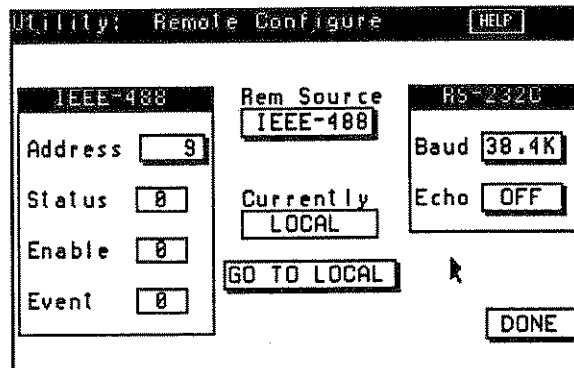 Utility: Remote Configure HELP
IEEE-488
Address 9
Status 0
Enable 0
Event 0
Rem Source
IEEE-488
Currently
LOCAL
GO TO LOCAL
RS-232C
Baud 38.4K
Echo OFF
DONE